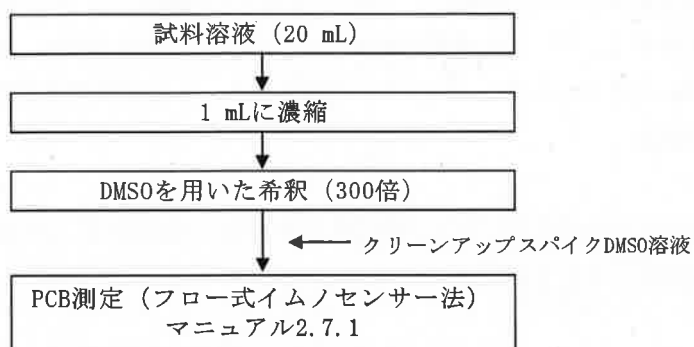 試料溶液 (20 mL)
1 mLに濃縮
DMSOを用いた希釈 (300倍)
クリーンアップスパイクDMSO溶液
PCB測定 (フロー式イムノセンサー法)
マニュアル2.7.1